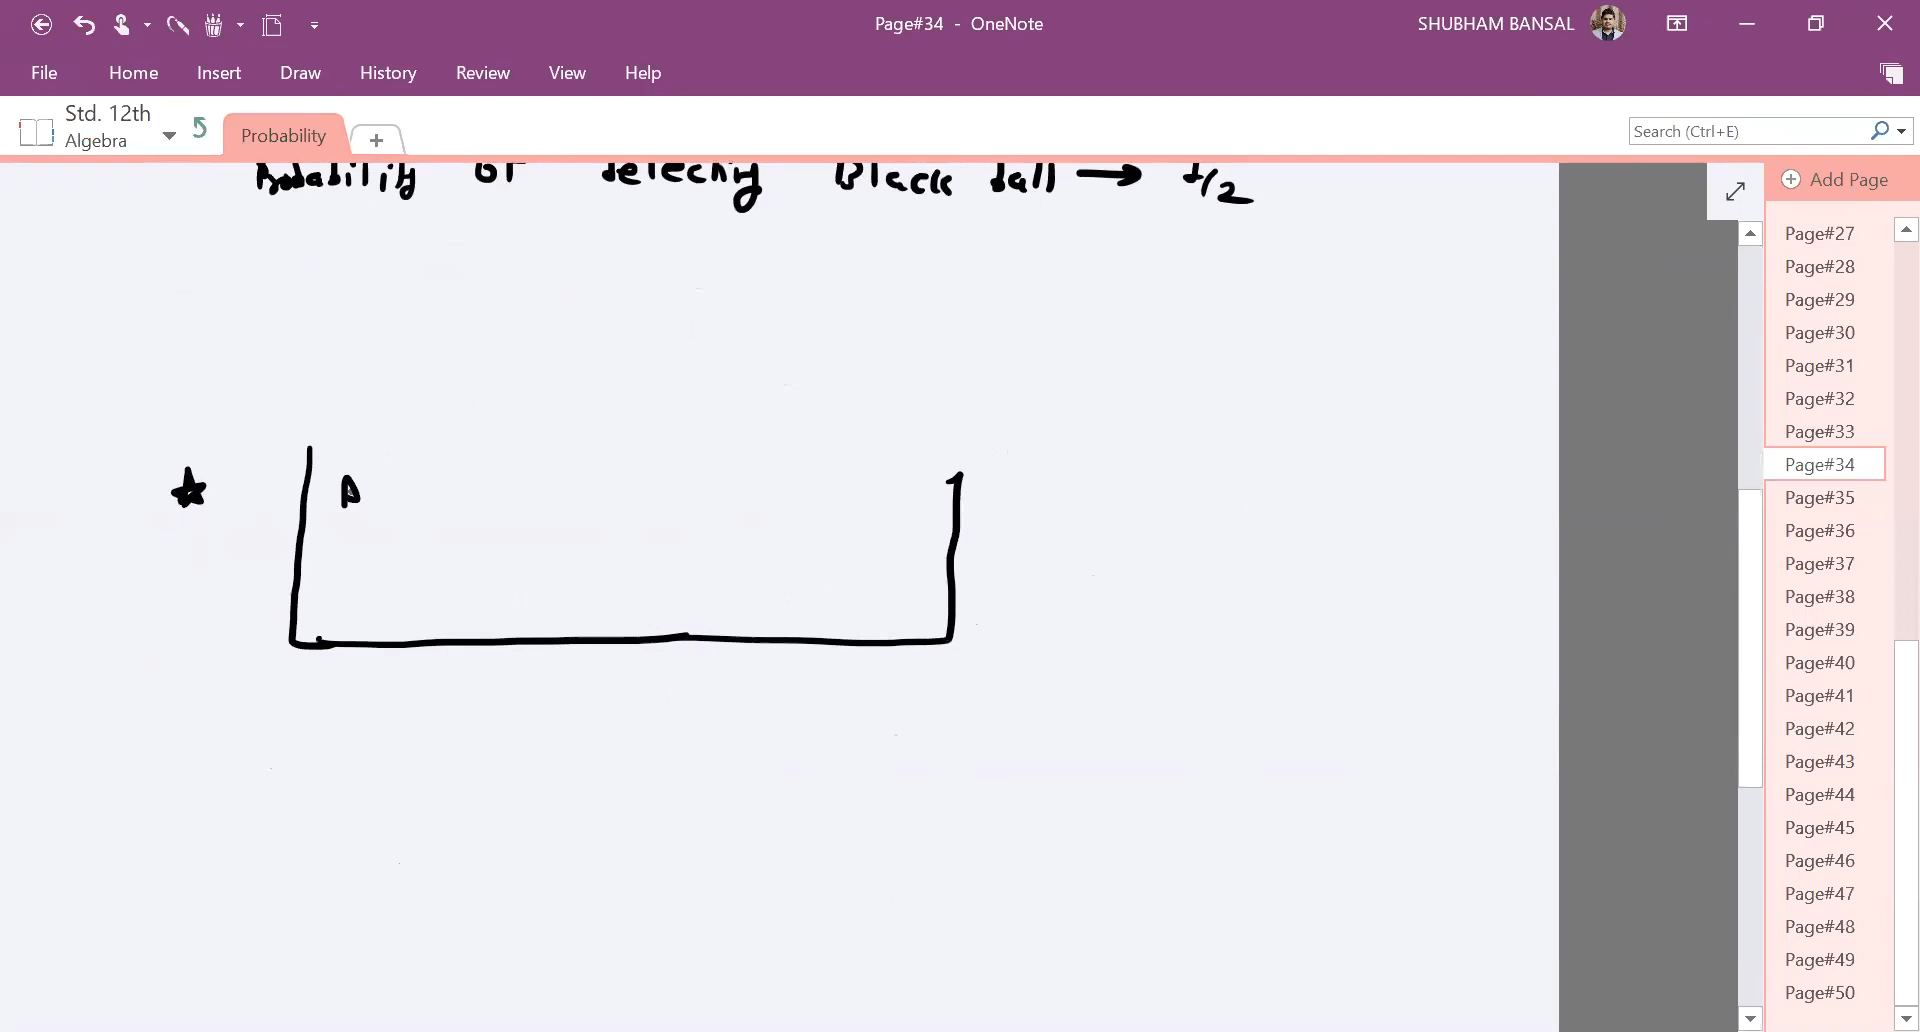 Page#34 - OneNote
SHUBHAM BANSAL
File Home Insert Draw History Review View Help
Std. 12th
Algebra
Probability
+
Search (Ctrl+E)
Probability of selecting Black ball → 1/2
A
Add Page
Page#27
Page#28
Page#29
Page#30
Page#31
Page#32
Page#33
Page#34
Page#35
Page#36
Page#37
Page#38
Page#39
Page#40
Page#41
Page#42
Page#43
Page#44
Page#45
Page#46
Page#47
Page#48
Page#49
Page#50